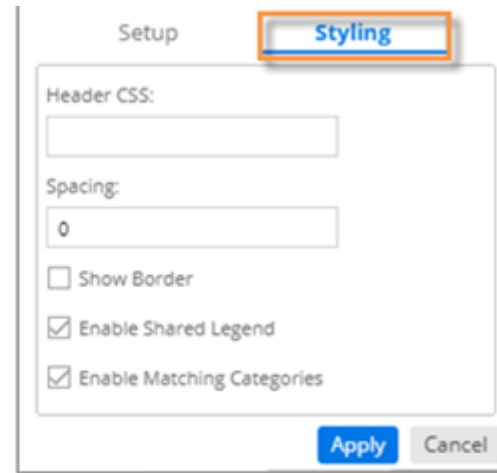 Setup Styling
Header CSS:
Spacing:
0
Show Border
Enable Shared Legend
Enable Matching Categories
Apply Cancel